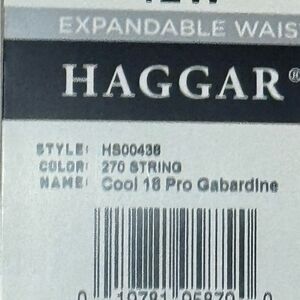 EXPANDABLE WAIS
HAGGAR®
STYLE: HS00436
COLOR: 270 STRING
NAME: Cool 18 Pro Gabardine